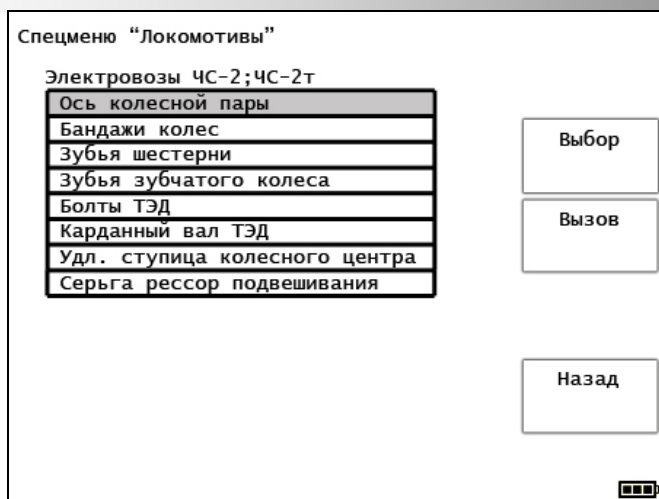 Спецменю “Локомотивы”
Электровозы ЧС-2;ЧС-2т
Ось колесной пары
Бандажи колес
Зубья шестерни
Зубья зубчатого колеса
Болты ТЭД
Карданный вал ТЭД
Удл. ступица колесного центра
Серьга рессор подвешивания
Выбор
Вызов
Назад